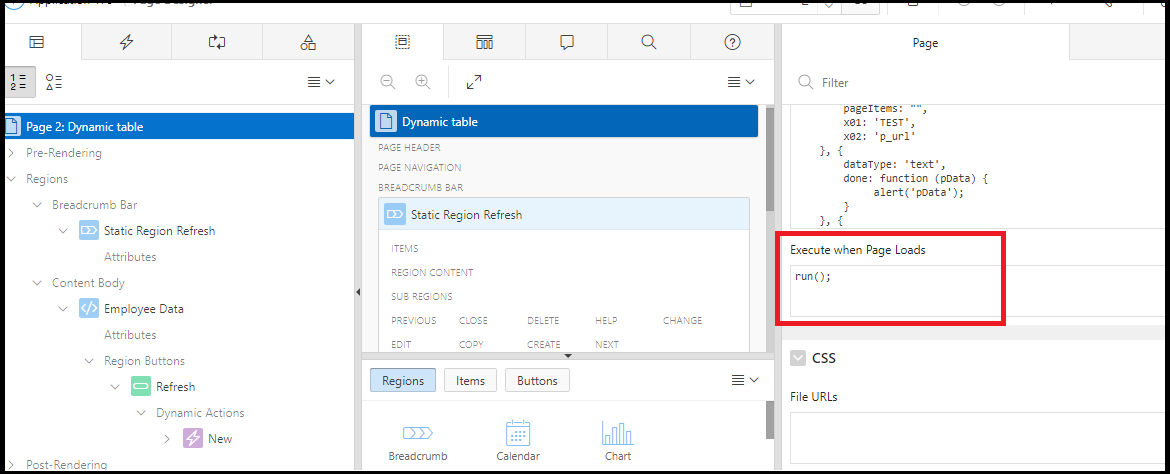 Page 2: Dynamic table
Pre-Rendering
Regions
Breadcrumb Bar
Static Region Refresh
Attributes
Content Body
Employee Data
Attributes
Region Buttons
Refresh
Dynamic Actions
New
Post-Rendering
Dynamic table
PAGE HEADER
PAGE NAVIGATION
BREADCRUMB BAR
Static Region Refresh
ITEMS
REGION CONTENT
SUB REGIONS
PREVIOUS CLOSE DELETE HELP CHANGE
EDIT COPY CREATE NEXT
Regions Items Buttons
Breadcrumb Calendar Chart
Page
Filter
pageItems: "",
x01: 'TEST',
x02: 'p_url'
}, {
dataType: 'text',
done: function (pData) {
alert('pData');
}
}, {
Execute when Page Loads
run();
CSS
File URLs